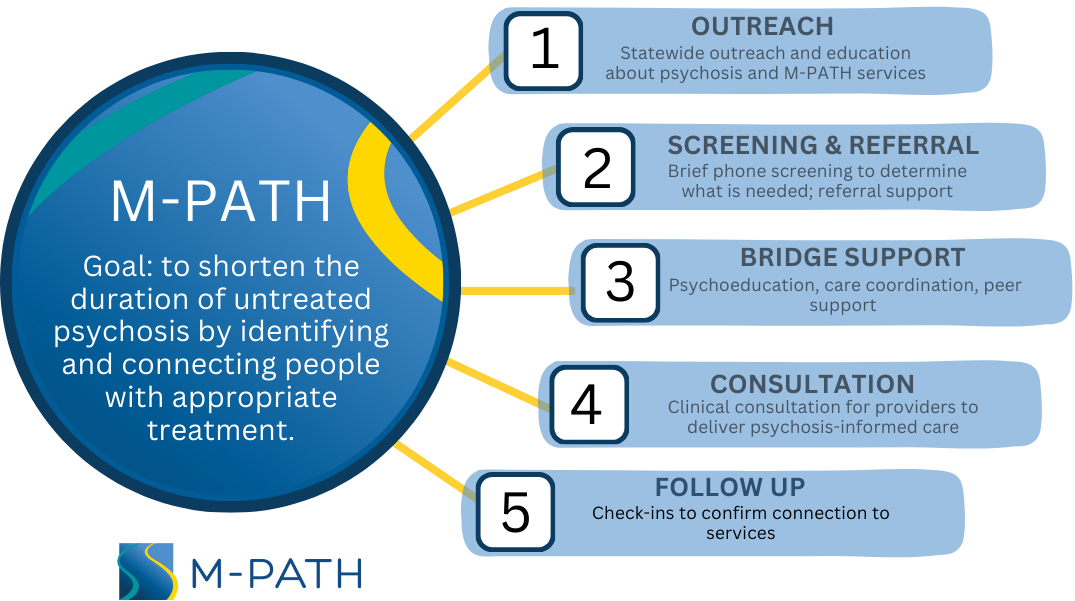 M-PATH
Goal: to shorten the
duration of untreated
psychosis by identifying
and connecting people
with appropriate
treatment.
1
OUTREACH
Statewide outreach and education
about psychosis and M-PATH services
2
SCREENING & REFERRAL
Brief phone screening to determine
what is needed; referral support
3
BRIDGE SUPPORT
Psychoeducation, care coordination, peer
support
4
CONSULTATION
Clinical consultation for providers to
deliver psychosis-informed care
5
FOLLOW UP
Check-ins to confirm connection to
services
M-PATH